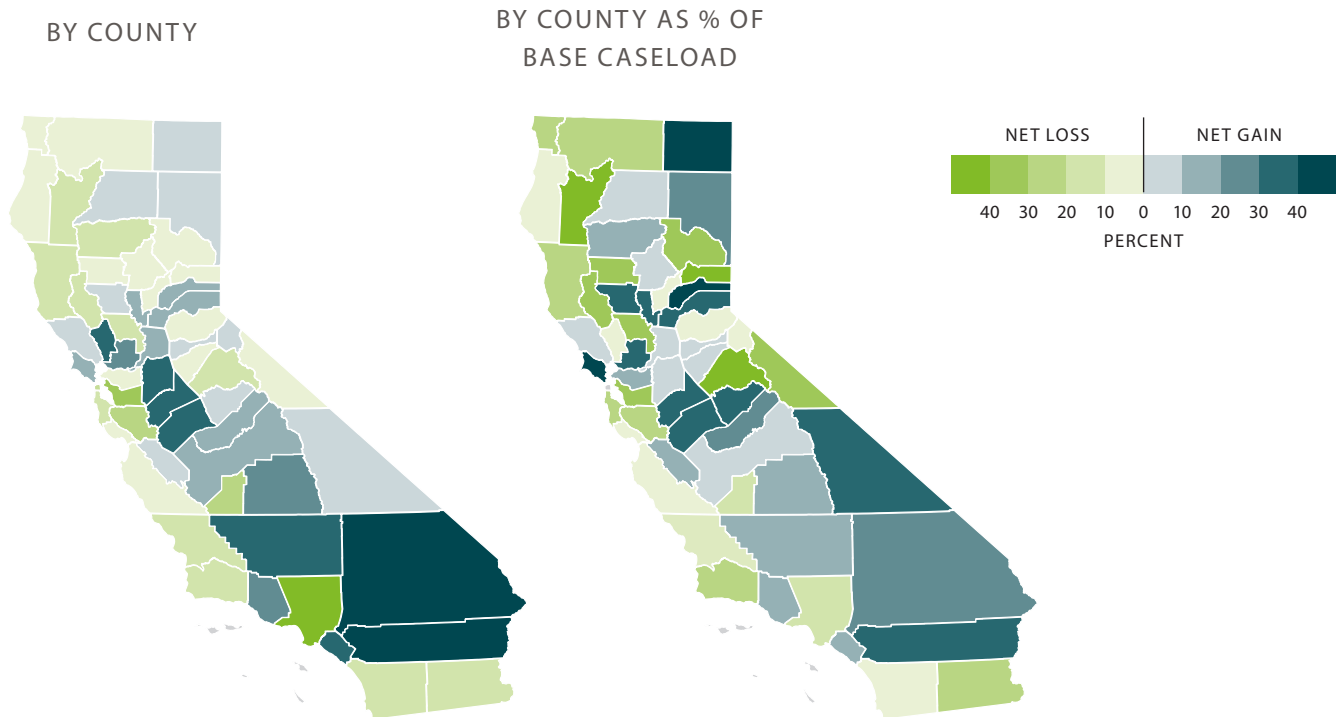 BY COUNTY
BY COUNTY AS % OF
BASE CASELOAD
NET LOSS NET GAIN
40 30 20 10 0 10 20 30 40
PERCENT